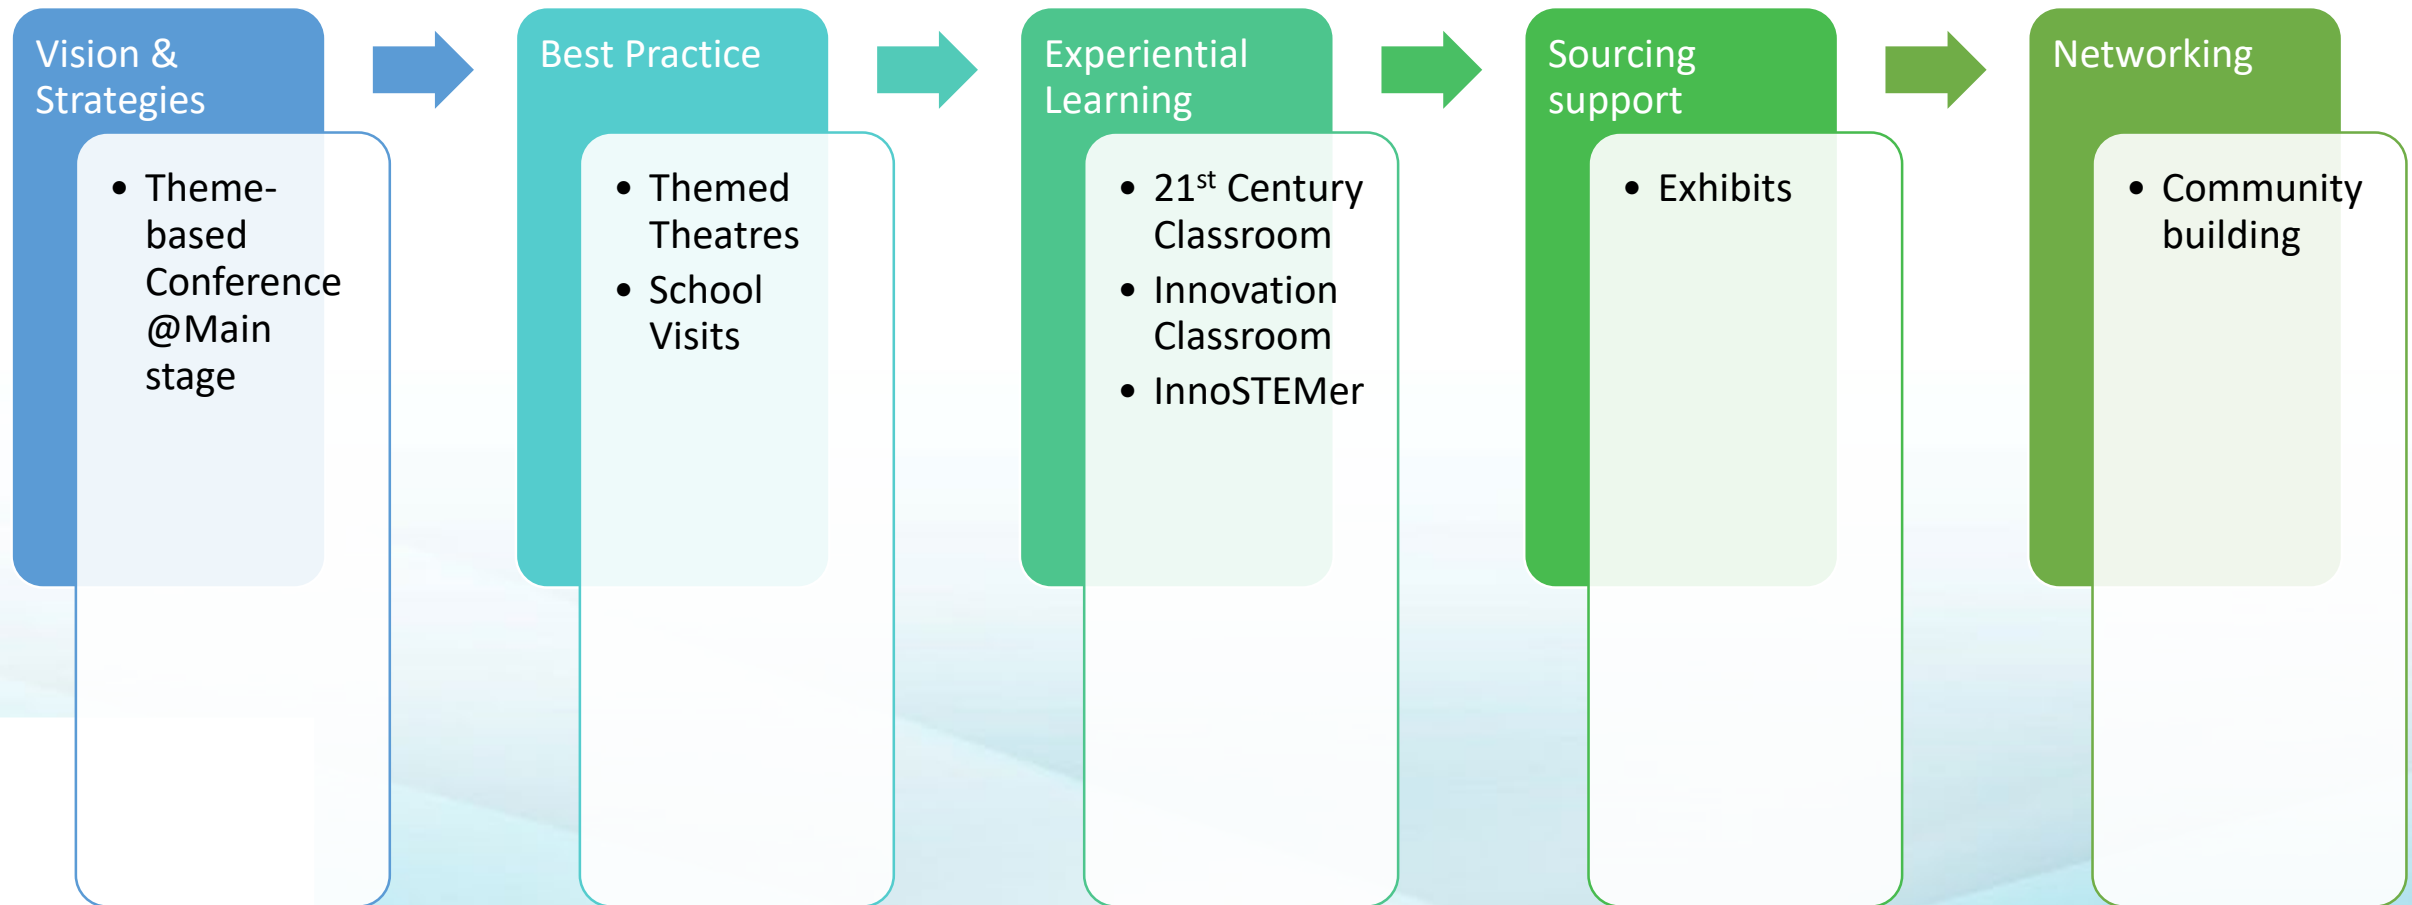 Vision &
Strategies
• Theme-
based
Conference
@Main
stage
Best Practice
• Themed
Theatres
• School
Visits
Experiential
Learning
• 21st Century
Classroom
• Innovation
Classroom
• InnoSTEMer
Sourcing
support
• Exhibits
Networking
• Community
building